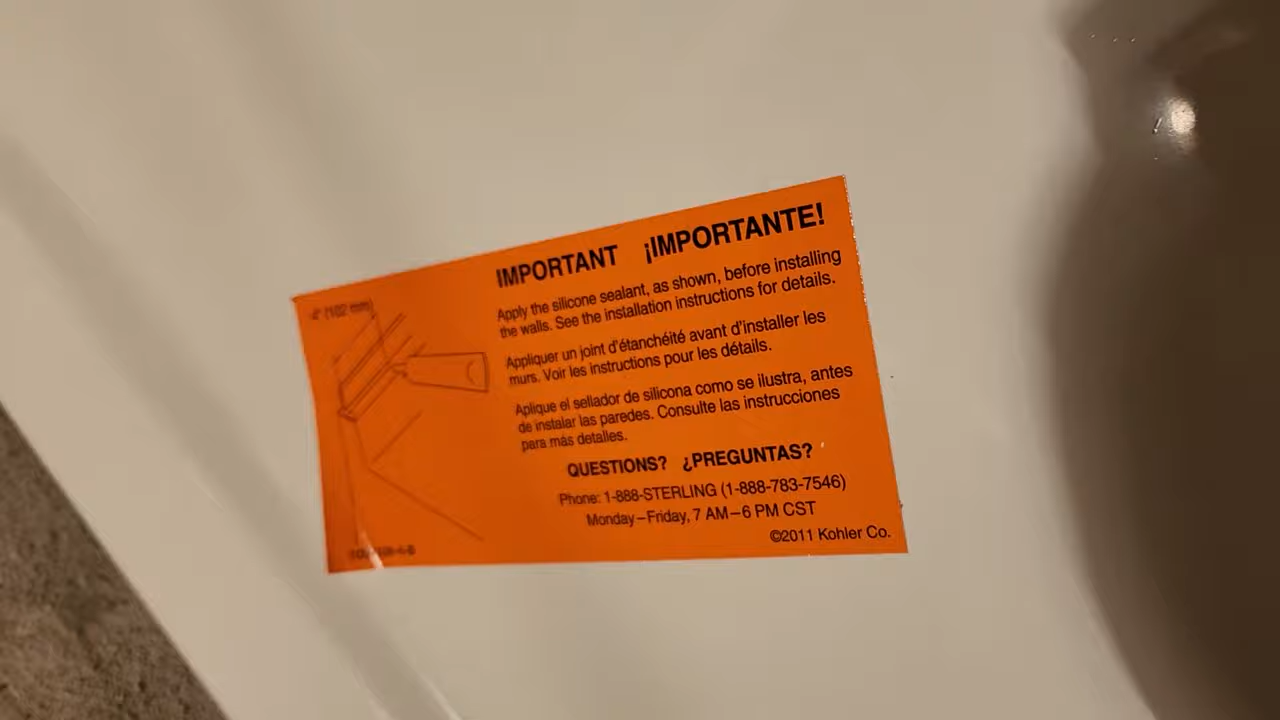 IMPORTANT ¡IMPORTANTE!
4" (102 mm)
Apply the silicone sealant, as shown, before installing
the walls. See the installation instructions for details.
Appliquer un joint d'étanchéité avant d'installer les
murs. Voir les instructions pour les détails.
Aplique el sellador de silicona como se ilustra, antes
de instalar las paredes. Consulte las instrucciones
para más detalles.
QUESTIONS? ¿PREGUNTAS?
Phone: 1-888-STERLING (1-888-783-7546)
Monday–Friday, 7 AM–6 PM CST
©2011 Kohler Co.